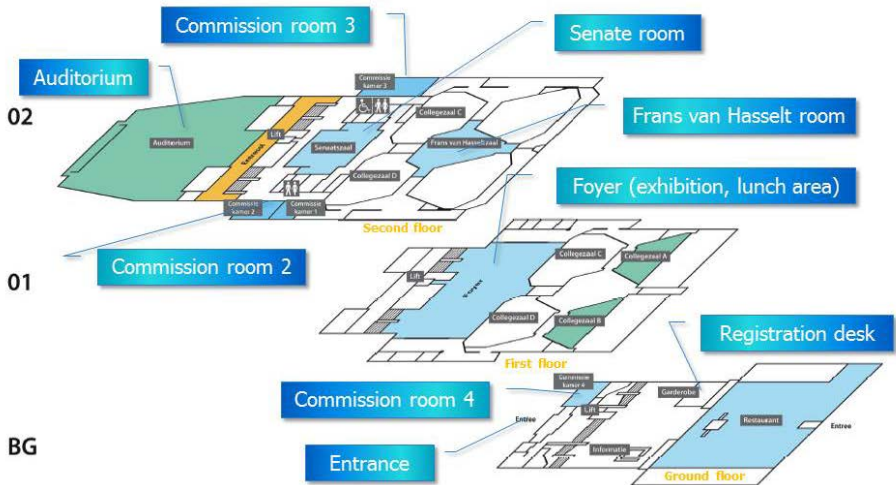 Commission room 3
Senate room
Auditorium
Frans van Hasselt room
02
Commissie
kamer 3
Collegezaal C
Lift
Auditorium
Senaatszaal
Frans van Hasseltzaal
Collegezaal D
Commissie
kamer 2
Commissie
kamer 1
Second floor
Foyer (exhibition, lunch area)
Commission room 2
01
Collegezaal C
Collegezaal A
Lift
Foyer
Collegezaal D
Collegezaal B
First floor
Registration desk
Commission room 4
Commissie
kamer 4
Garderobe
Lift
Entree
Restaurant
Entree
Informatie
BG
Entrance
Ground floor